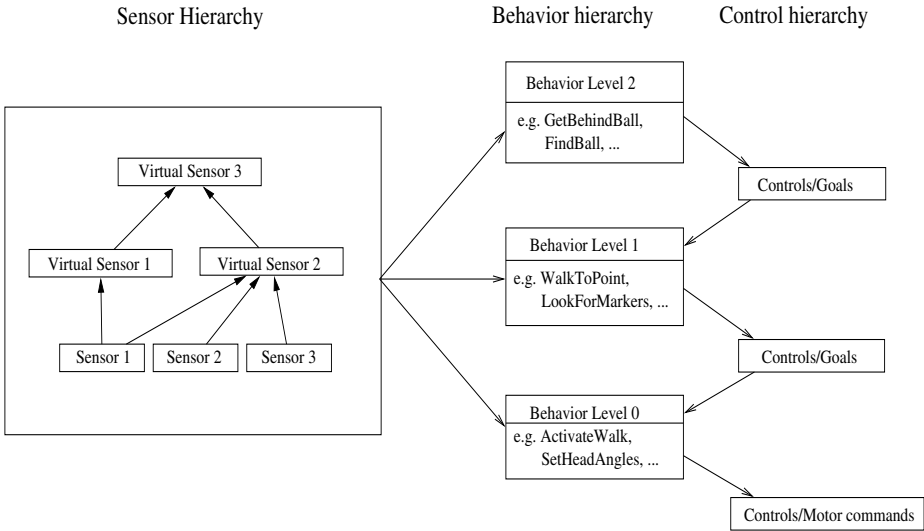 Sensor Hierarchy
Behavior hierarchy
Control hierarchy
Virtual Sensor 3
Virtual Sensor 1
Virtual Sensor 2
Sensor 1
Sensor 2
Sensor 3
Behavior Level 2
e.g. GetBehindBall,
FindBall, ...
Controls/Goals
Behavior Level 1
e.g. WalkToPoint,
LookForMarkers, ...
Controls/Goals
Behavior Level 0
e.g. ActivateWalk,
SetHeadAngles, ...
Controls/Motor commands